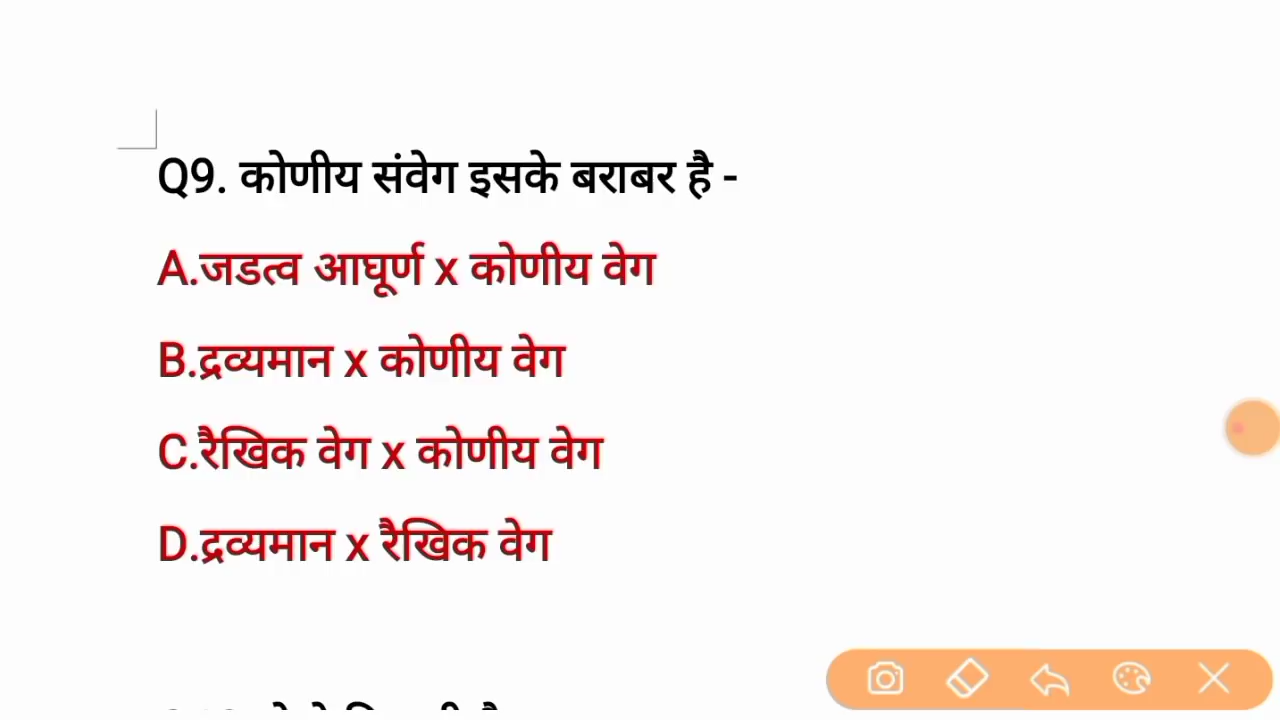 Q9. कोणीय संवेग इसके बराबर है -
A.जडत्व आघूर्ण x कोणीय वेग
B.द्रव्यमान x कोणीय वेग
C.रैखिक वेग x कोणीय वेग
D.द्रव्यमान x रैखिक वेग